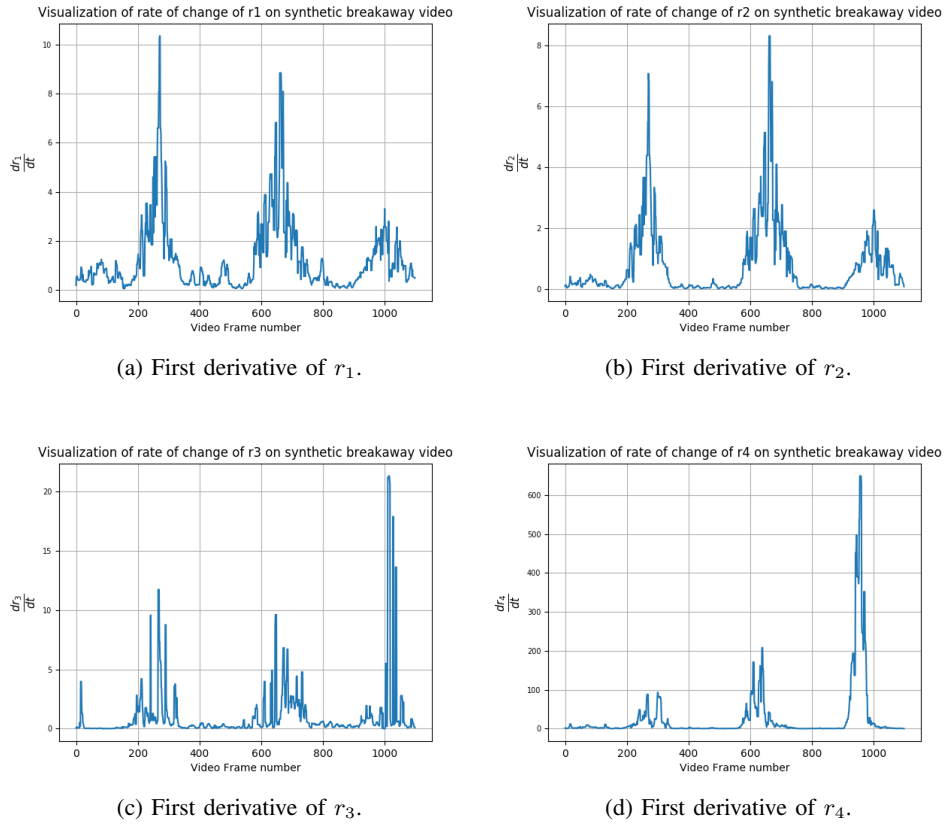 Visualization of rate of change of r1 on synthetic breakaway video
10
8
6
4
2
0
dr₁
dt
0 200 400 600 800 1000
Video Frame number
(a) First derivative of r₁.
Visualization of rate of change of r2 on synthetic breakaway video
8
6
4
2
0
dr₂
dt
0 200 400 600 800 1000
Video Frame number
(b) First derivative of r₂.
Visualization of rate of change of r3 on synthetic breakaway video
20
15
10
5
0
dr₃
dt
0 200 400 600 800 1000
Video Frame number
(c) First derivative of r₃.
Visualization of rate of change of r4 on synthetic breakaway video
600
500
400
300
200
100
0
dr₄
dt
0 200 400 600 800 1000
Video Frame number
(d) First derivative of r₄.